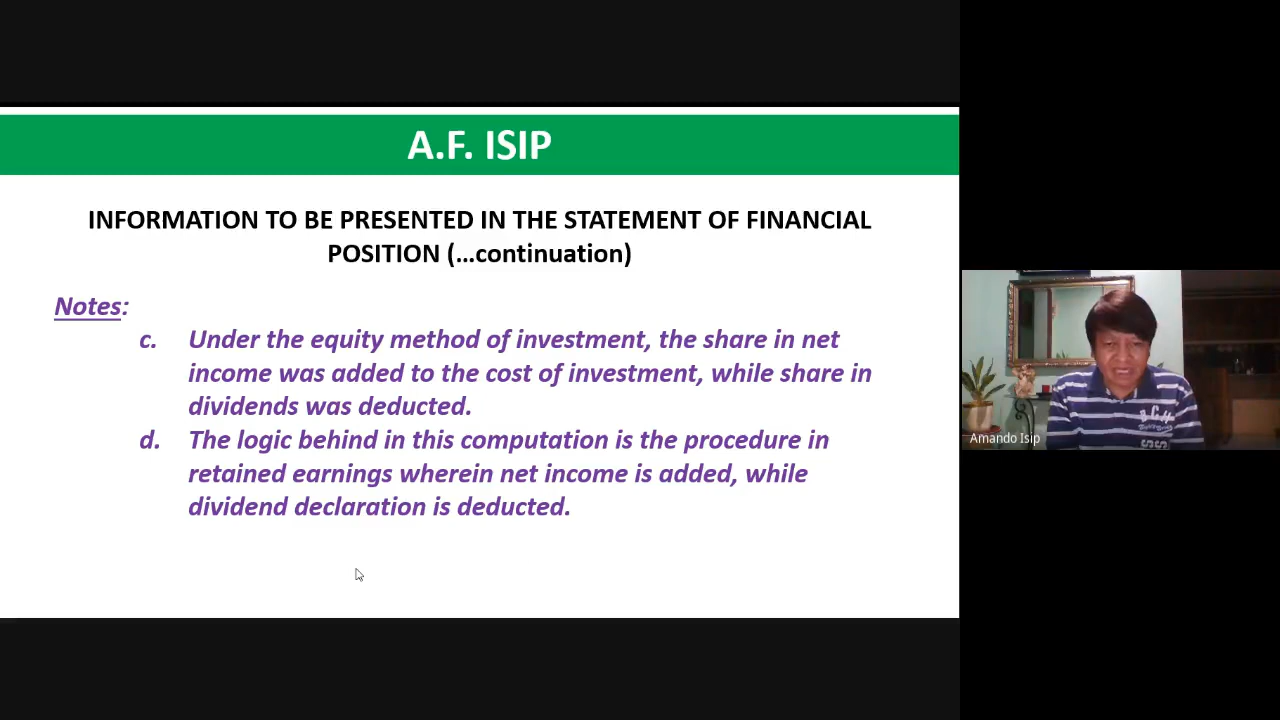 A.F. ISIP
INFORMATION TO BE PRESENTED IN THE STATEMENT OF FINANCIAL
POSITION (...continuation)
Notes:
c. Under the equity method of investment, the share in net
income was added to the cost of investment, while share in
dividends was deducted.
d. The logic behind in this computation is the procedure in
retained earnings wherein net income is added, while
dividend declaration is deducted.
Amando Isip